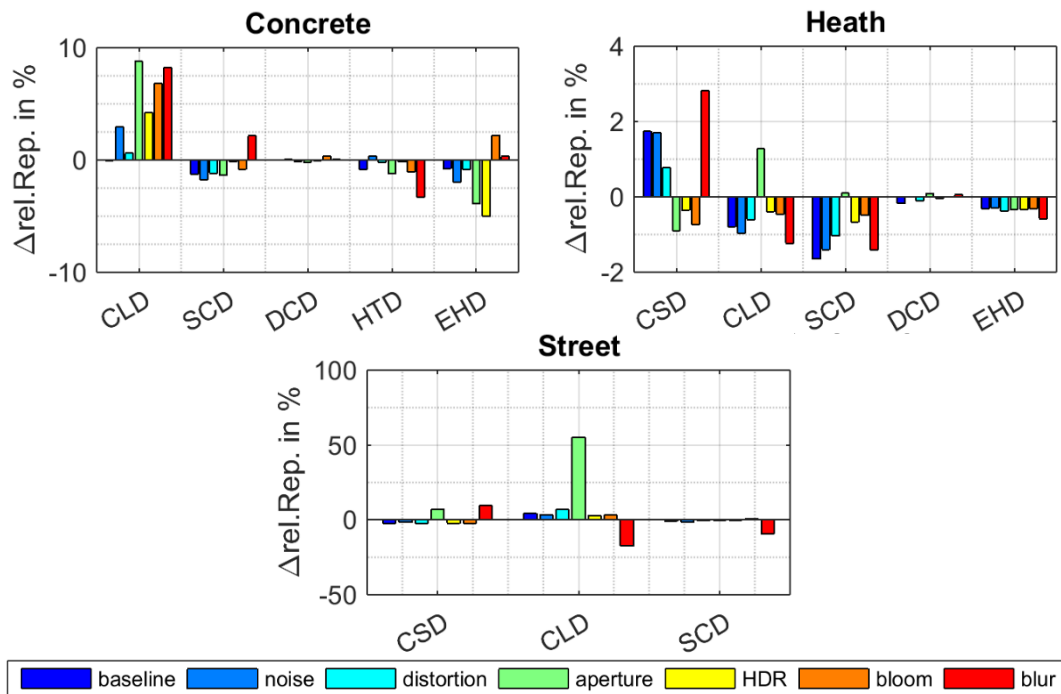 Concrete
Δrel.Rep. in %
10
0
-10
CLD SCD DCD HTD EHD
Heath
Δrel.Rep. in %
4
2
0
-2
CSD CLD SCD DCD EHD
Street
Δrel.Rep. in %
100
50
0
-50
CSD CLD SCD
baseline noise distortion aperture HDR bloom blur